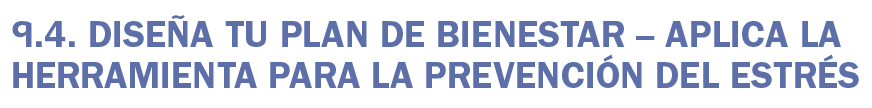 9.4. DISEÑA TU PLAN DE BIENESTAR – APLICA LA
HERRAMIENTA PARA LA PREVENCIÓN DEL ESTRÉS